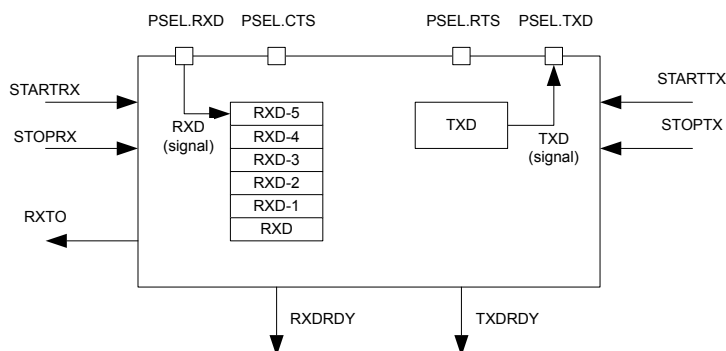 PSEL.RXD PSEL.CTS PSEL.RTS PSEL.TXD
STARTRX
STOPRX
RXTO
RXD
(signal)
RXD-5
RXD-4
RXD-3
RXD-2
RXD-1
RXD
TXD
TXD
(signal)
STARTTX
STOPTX
RXDRDY
TXDRDY